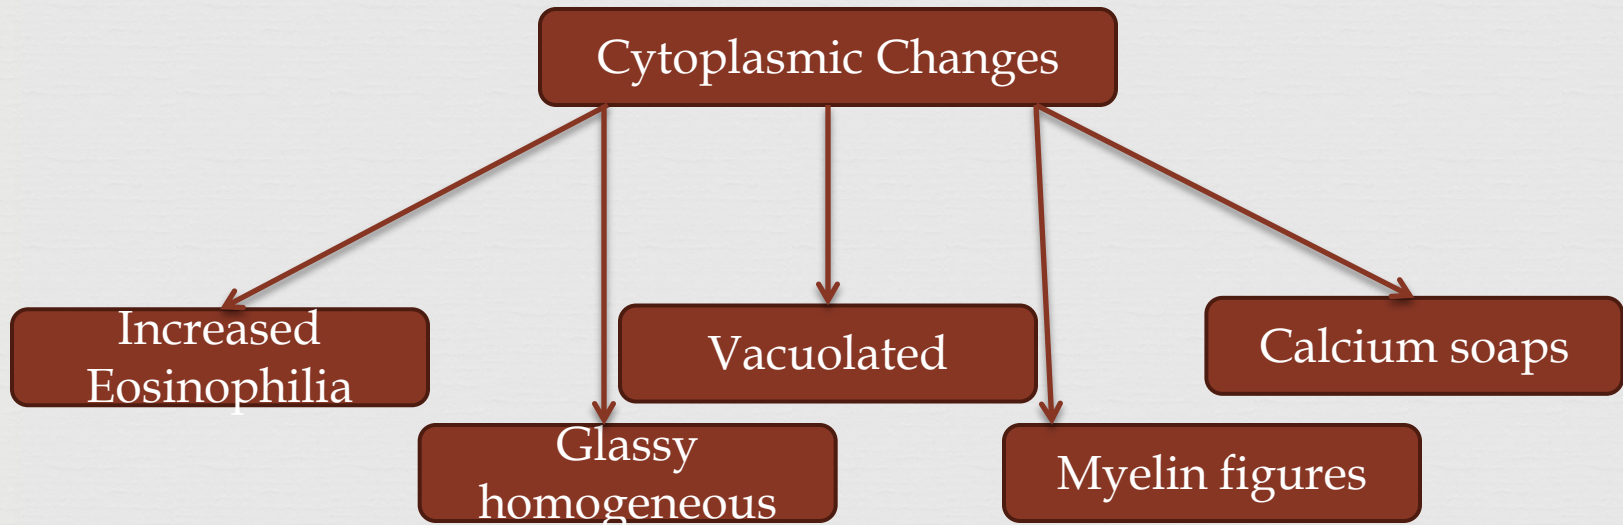 Cytoplasmic Changes
Increased
Eosinophilia
Vacuolated
Calcium soaps
Glassy
homogeneous
Myelin figures